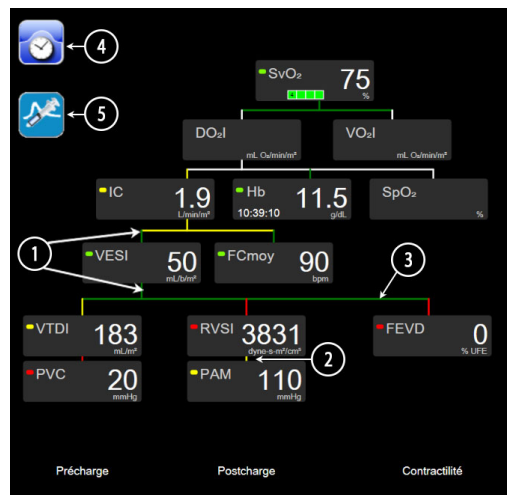 4
5
SvO₂ 75
%
DO₂I
mL O₂/min/m²
VO₂I
mL O₂/min/m²
IC 1.9
L/min/m²
Hb 11.5
10:39:10 g/dL
SpO₂
%
1
VESI 50
mL/b/m²
FCmoy 90
bpm
3
VTDI 183
mL/m²
RVSI 3831
dyne-s-m²/cm⁵
FEVD 0
% UFE
2
PVC 20
mmHg
PAM 110
mmHg
Précharge
Postcharge
Contractilité